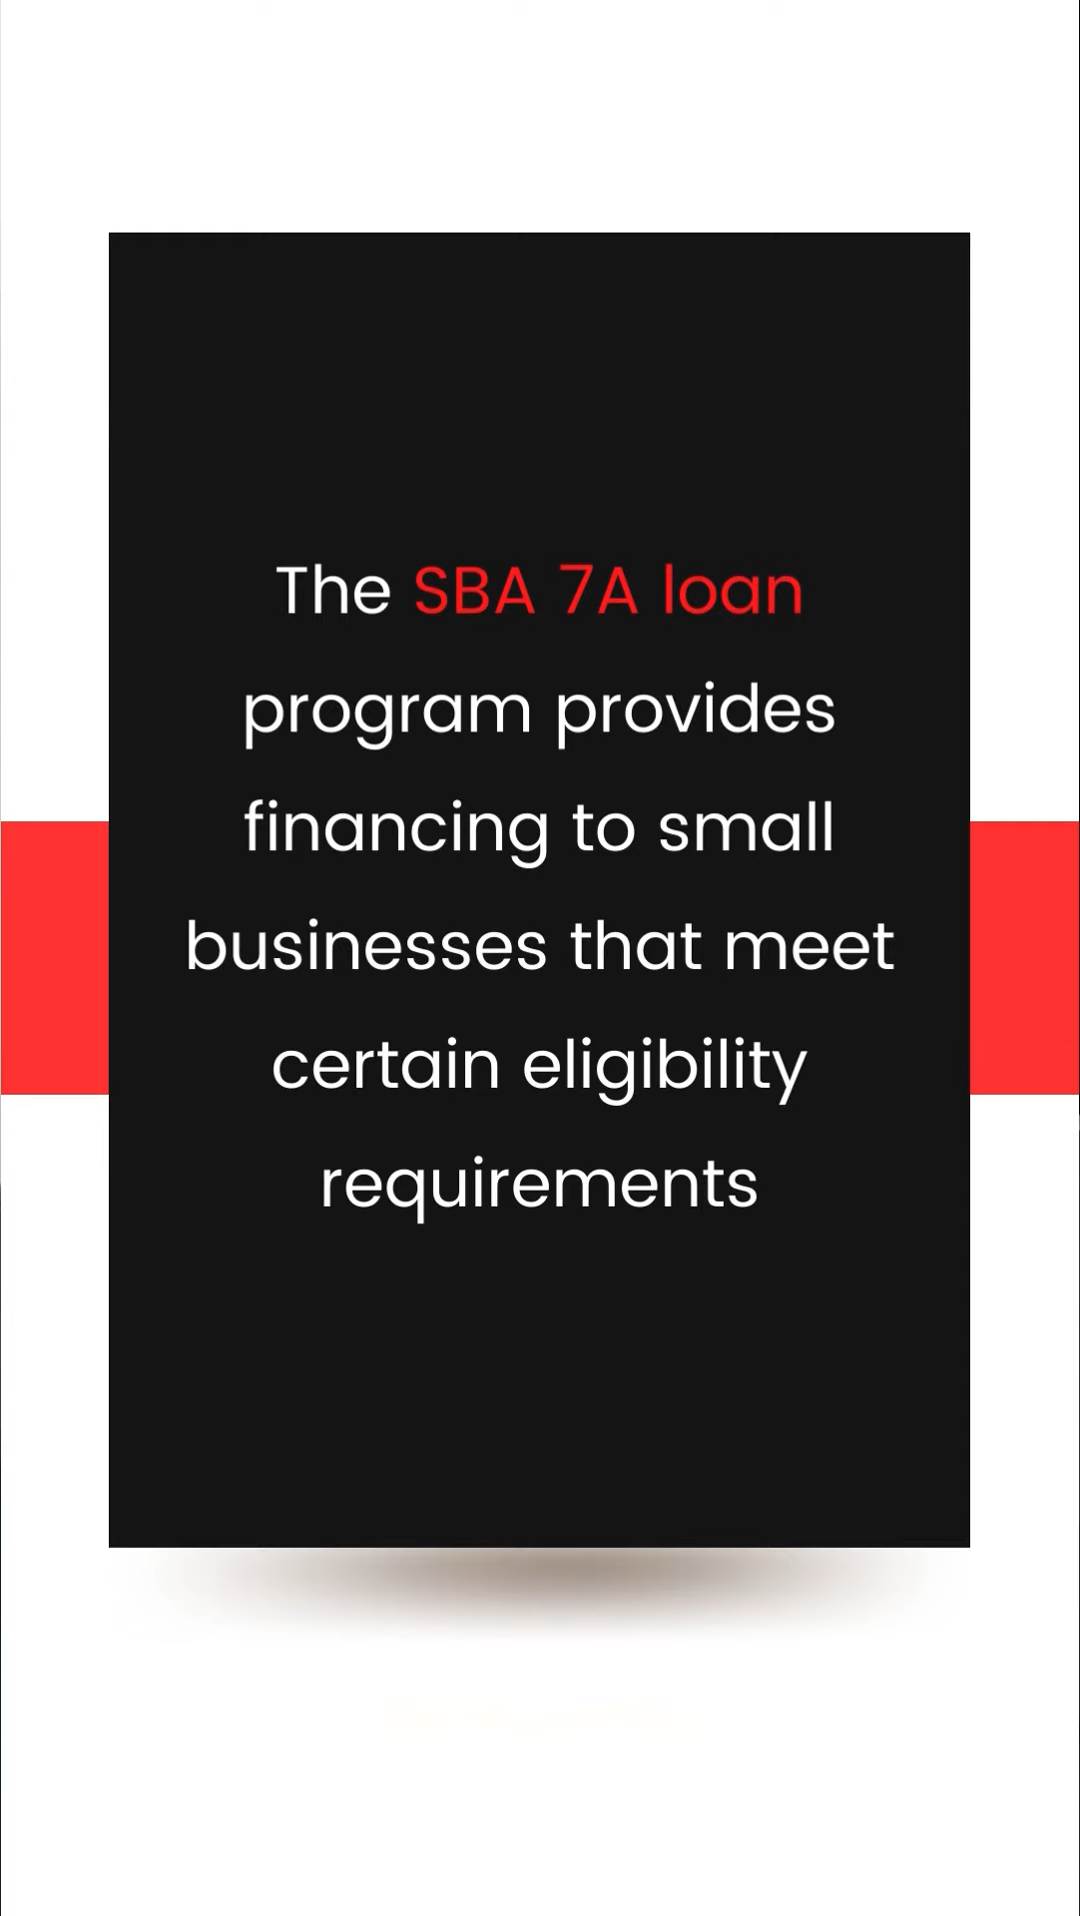 The SBA 7A loan
program provides
financing to small
businesses that meet
certain eligibility
requirements